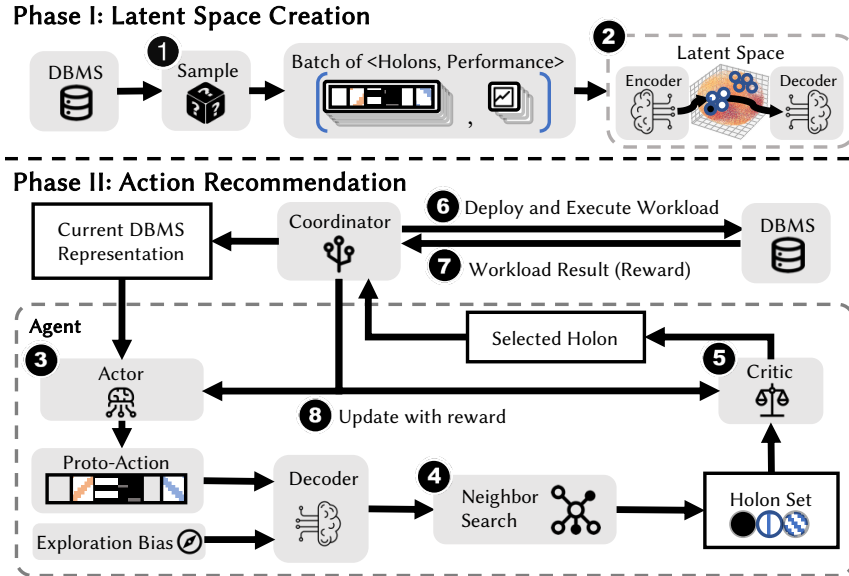 Phase I: Latent Space Creation
DBMS
1
Sample
? ? ?
Batch of <Holons, Performance>
,
2
Latent Space
Encoder
Decoder
Phase II: Action Recommendation
Current DBMS
Representation
Coordinator
6 Deploy and Execute Workload
7 Workload Result (Reward)
DBMS
Agent
3
Actor
Selected Holon
5
Critic
8 Update with reward
Proto-Action
Exploration Bias
Decoder
4
Neighbor
Search
Holon Set